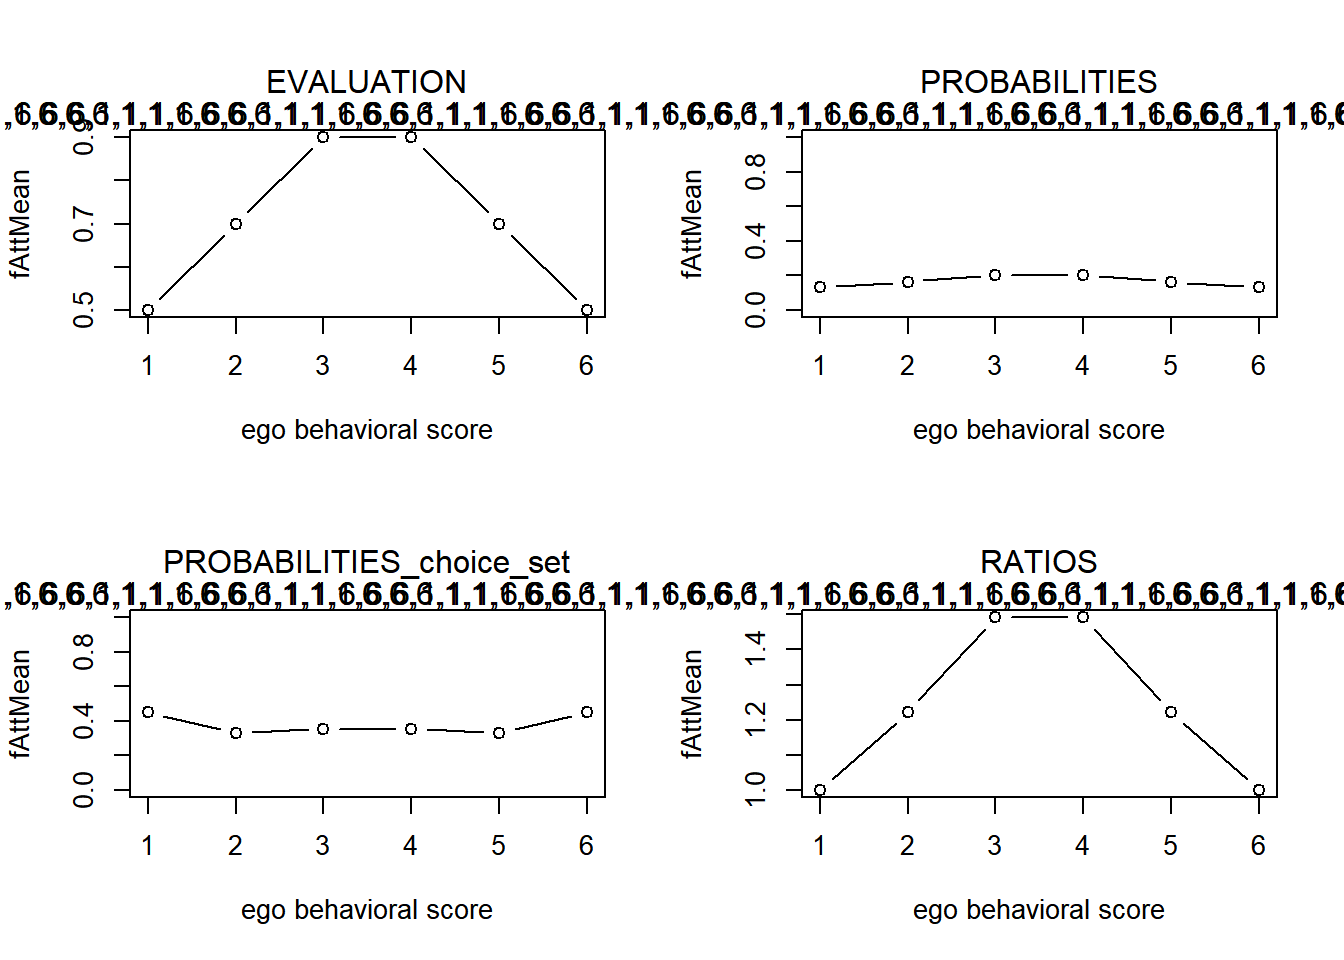 EVALUATION
fAttMean
0.5 0.7 0.9
1 2 3 4 5 6
ego behavioral score
PROBABILITIES
fAttMean
0.0 0.4 0.8
1 2 3 4 5 6
ego behavioral score
PROBABILITIES_choice_set
fAttMean
0.0 0.4 0.8
1 2 3 4 5 6
ego behavioral score
RATIOS
fAttMean
1.0 1.2 1.4
1 2 3 4 5 6
ego behavioral score